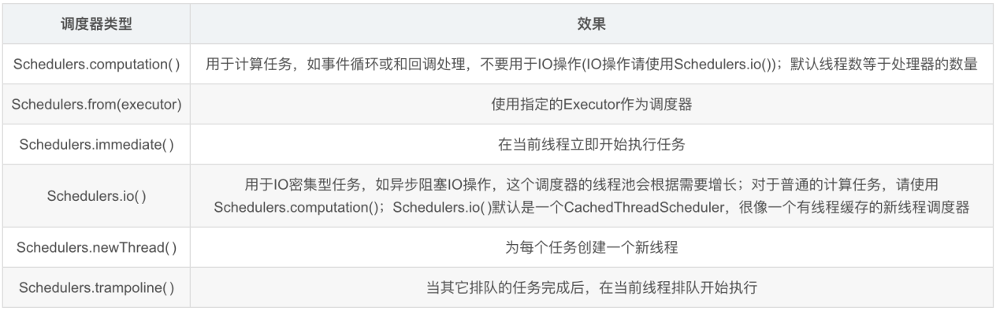 调度器类型
效果
Schedulers.computation( )
用于计算任务，如事件循环或和回调处理，不要用于IO操作(IO操作请使用Schedulers.io())；默认线程数等于处理器的数量
Schedulers.from(executor)
使用指定的Executor作为调度器
Schedulers.immediate( )
在当前线程立即开始执行任务
Schedulers.io( )
用于IO密集型任务，如异步阻塞IO操作，这个调度器的线程池会根据需要增长；对于普通的计算任务，请使用
Schedulers.computation()；Schedulers.io( )默认是一个CachedThreadScheduler，很像一个有线程缓存的新线程调度器
Schedulers.newThread( )
为每个任务创建一个新线程
Schedulers.trampoline( )
当其它排队的任务完成后，在当前线程排队开始执行